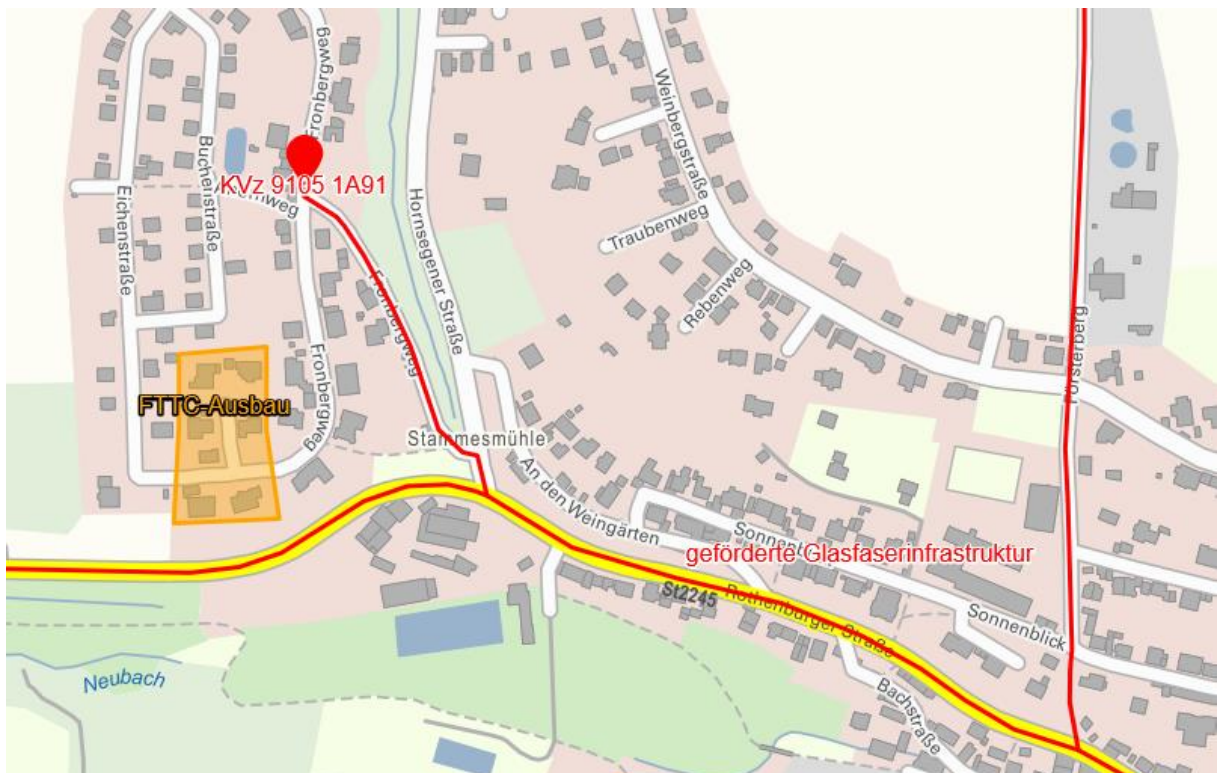 Fronbergweg
Weinbergstraße
KVz 9105 1A91
Buchenstraße
Eichenstraße
Hornsegener Straße
Traubenweg
Rebenweg
Fronbergweg
Fronbergweg
Försterberg
FTTC-Ausbau
Stammesmühle
An den Weingärten
geförderte Glasfaserinfrastruktur
St2245
Rothenburger Straße
Sonnenblick
Neubach
Bachstraße